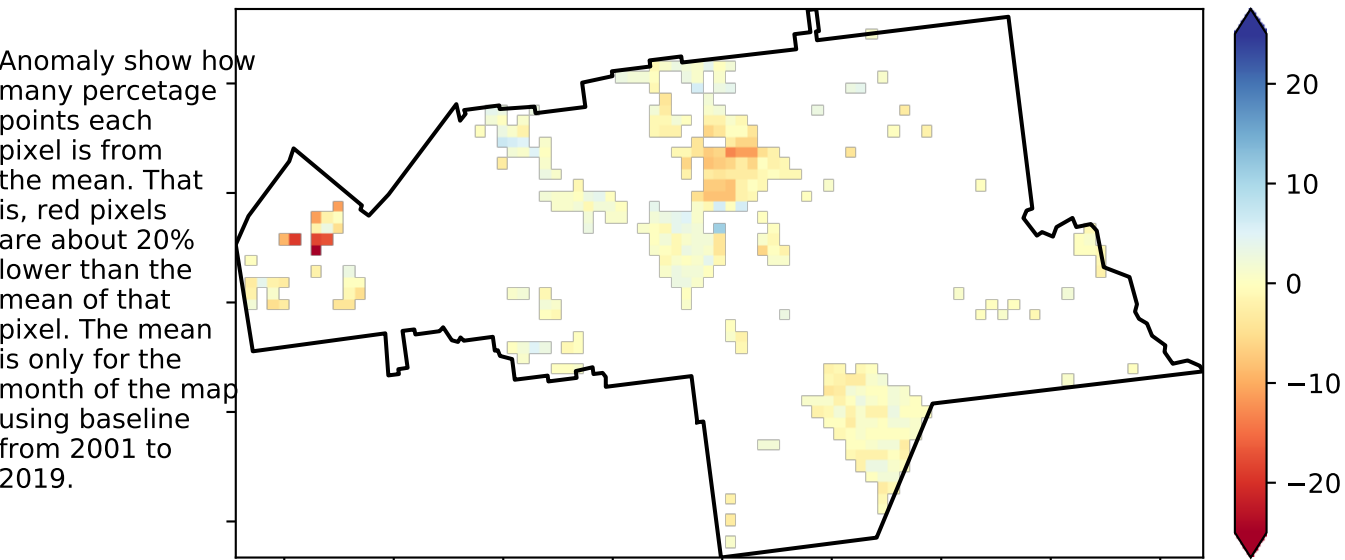 Anomaly show how
many percetage
points each
pixel is from
the mean. That
is, red pixels
are about 20%
lower than the
mean of that
pixel. The mean
is only for the
month of the map
using baseline
from 2001 to
2019.
20
10
0
−10
−20